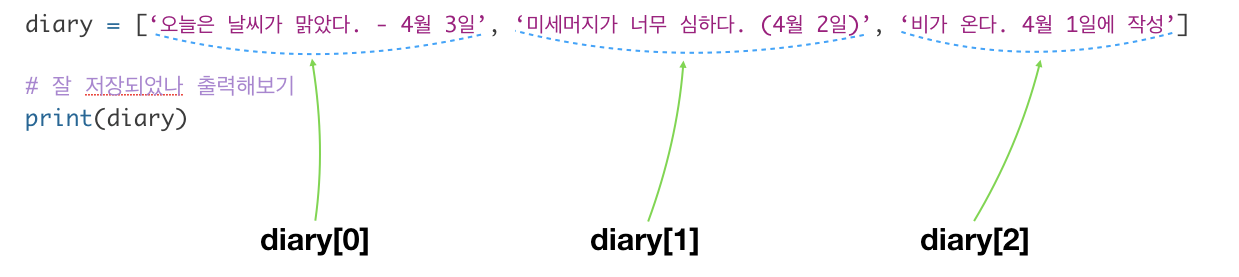 diary = [‘오늘은 날씨가 맑았다. - 4월 3일’, ‘미세머지가 너무 심하다. (4월 2일)’, ‘비가 온다. 4월 1일에 작성’]
# 잘 저장되었나 출력해보기
print(diary)
diary[0] diary[1] diary[2]